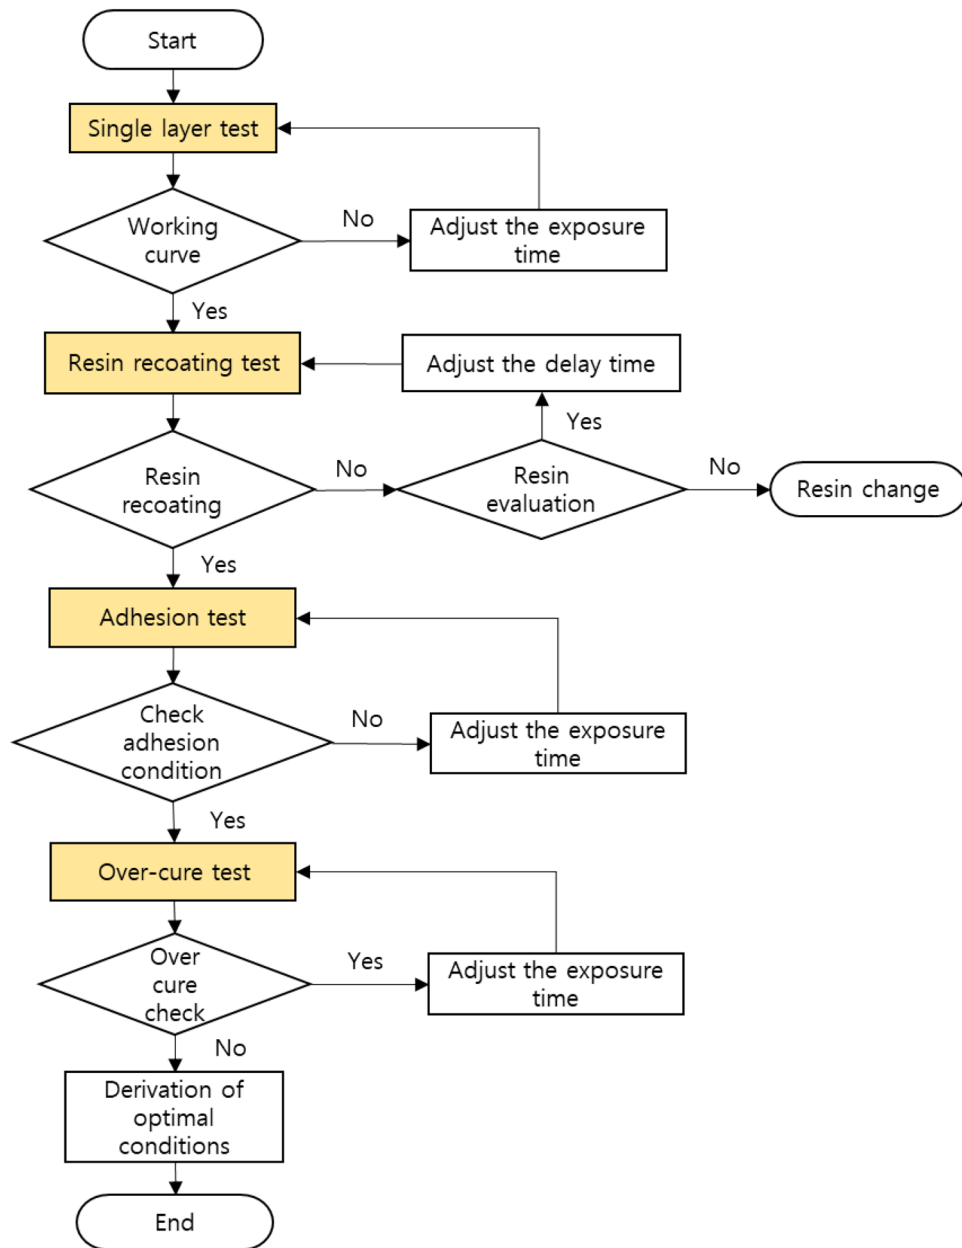 Start
Single layer test
Working
curve
No
Adjust the exposure
time
Yes
Resin recoating test
Adjust the delay time
Yes
Resin
recoating
No
Resin
evaluation
No
Resin change
Yes
Adhesion test
Check
adhesion
condition
No
Adjust the exposure
time
Yes
Over-cure test
Over
cure
check
Yes
Adjust the exposure
time
No
Derivation of
optimal
conditions
End